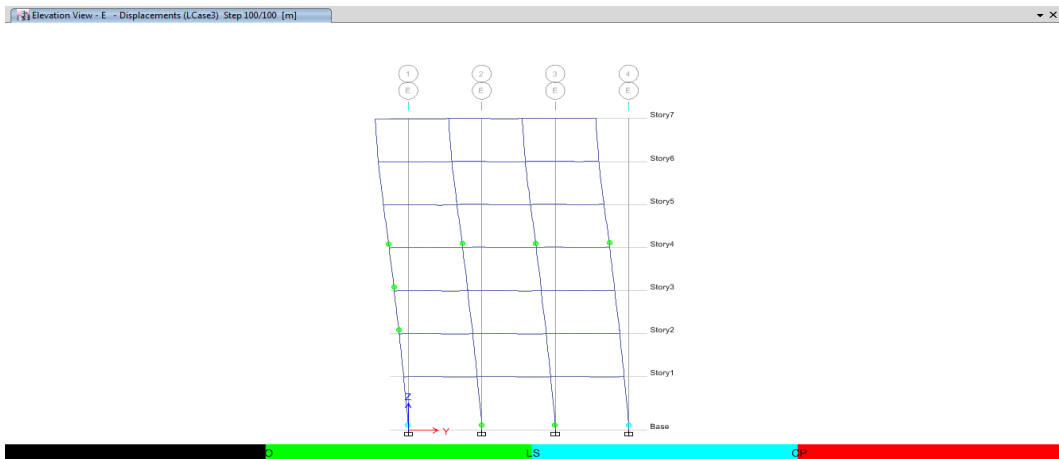 Elevation View - E - Displacements (LCase3) Step 100/100 [m]
1 2 3 4
E E E E
Story7
Story6
Story5
Story4
Story3
Story2
Story1
Z
Y
Base
IO LS CP